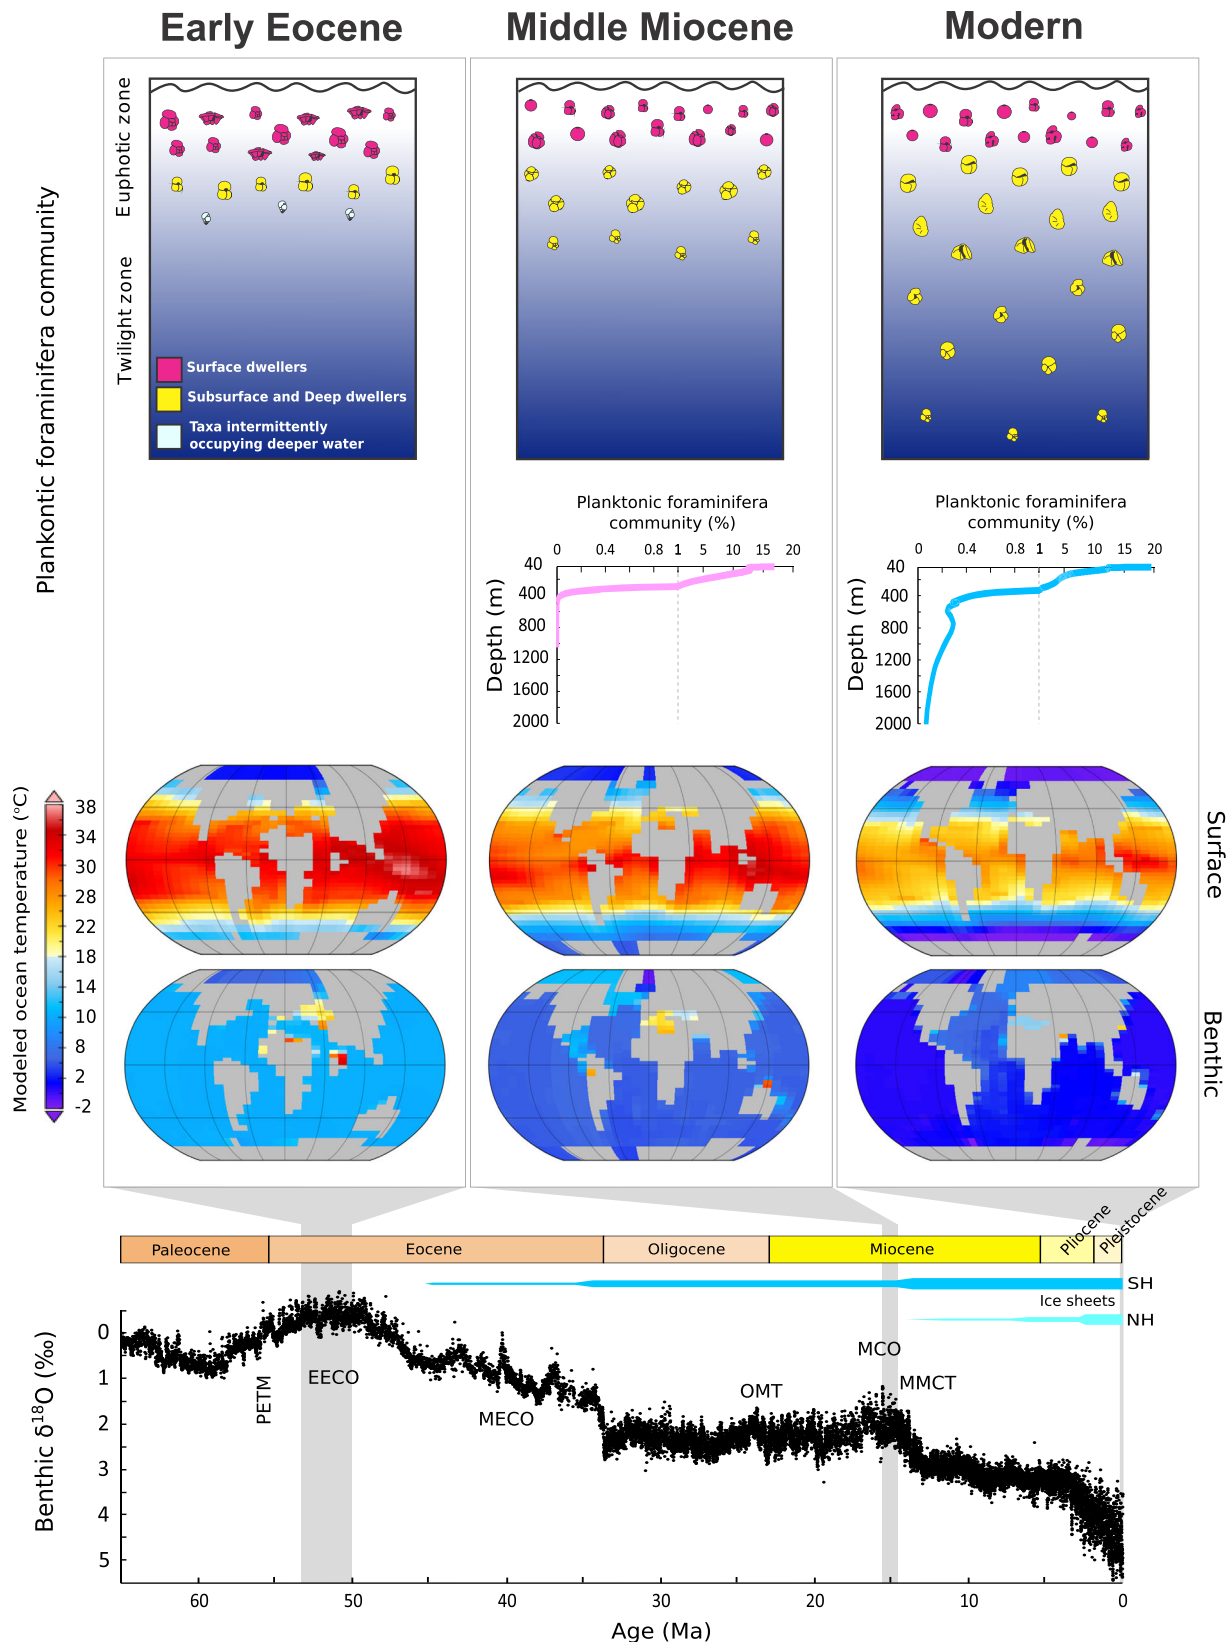 Early Eocene
Middle Miocene
Modern
Plankontic foraminifera community
Euphotic zone
Twilight zone
Surface dwellers
Subsurface and Deep dwellers
Taxa intermittently
occupying deeper water
Planktonic foraminifera
community (%)
0 0.4 0.8 1 5 10 15 20
Depth (m)
40
400
800
1200
1600
2000
Planktonic foraminifera
community (%)
0 0.4 0.8 1 5 10 15 20
Depth (m)
40
400
800
1200
1600
2000
Modeled ocean temperature (°C)
38
34
30
28
22
18
14
10
8
2
-2
Surface
Benthic
Paleocene
Eocene
Oligocene
Miocene
Pliocene
Pleistocene
SH
Ice sheets
NH
MCO
MMCT
OMT
EECO
PETM
MECO
Benthic δ18O (‰)
0
1
2
3
4
5
60 50 40 30 20 10 0
Age (Ma)